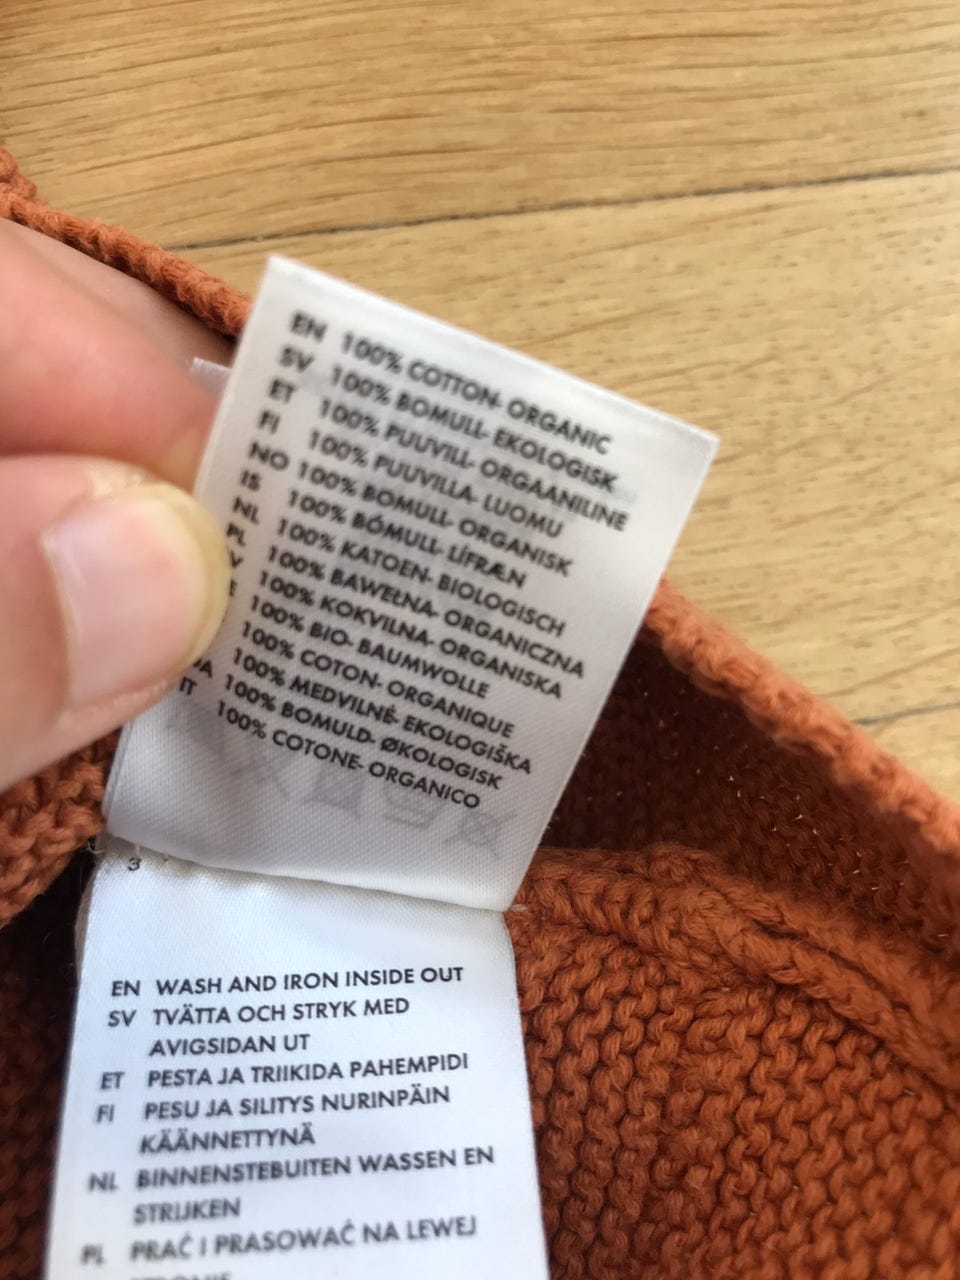 EN 100% COTTON- ORGANIC
SV 100% BOMULL- EKOLOGISK
ET 100% PUUVILL- ORGAANILINE
FI 100% PUUVILLA- LUOMU
NO 100% BOMULL- ORGANISK
IS 100% BÓMULL- LÍFRÆN
NL 100% KATOEN- BIOLOGISCH
PL 100% BAWEŁNA- ORGANICZNA
100% KOKVILNA- ORGANISKA
100% BIO- BAUMWOLLE
100% COTON- ORGANIQUE
100% MEDVILNĖ- EKOLOGIŠKA
100% BOMULD- ØKOLOGISK
IT 100% COTONE- ORGANICO
3
EN WASH AND IRON INSIDE OUT
SV TVÄTTA OCH STRYK MED
AVIGSIDAN UT
ET PESTA JA TRIIKIDA PAHEMPIDI
FI PESU JA SILITYS NURINPÄIN
KÄÄNNETTYNÄ
NL BINNENSTEBUITEN WASSEN EN
STRIJKEN
PL PRAĆ I PRASOWAĆ NA LEWEJ